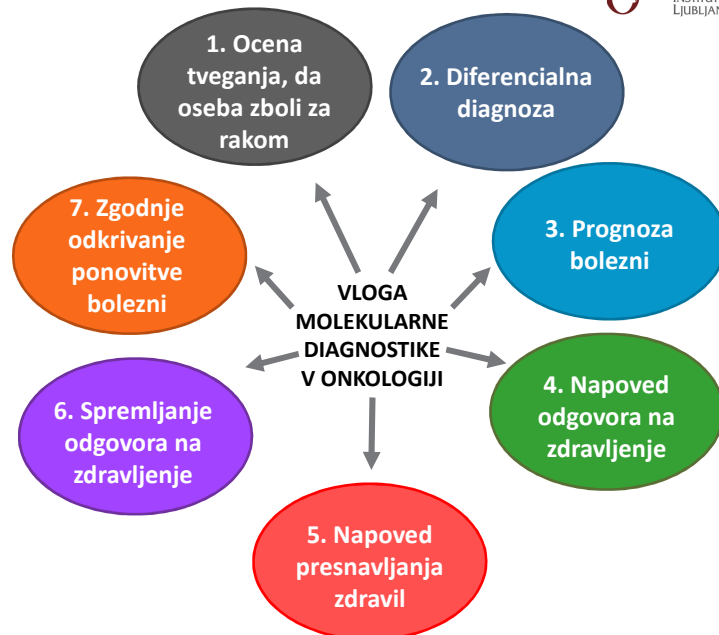 LJUBLJAN
1. Ocena
tveganja, da
oseba zboli za
rakom
2. Diferencialna
diagnoza
3. Prognoza
bolezni
4. Napoved
odgovora na
zdravljenje
5. Napoved
presnavljanja
zdravil
6. Spremljanje
odgovora na
zdravljenje
7. Zgodnje
odkrivanje
ponovitve
bolezni
VLOGA
MOLEKULARNE
DIAGNOSTIKE
V ONKOLOGIJI